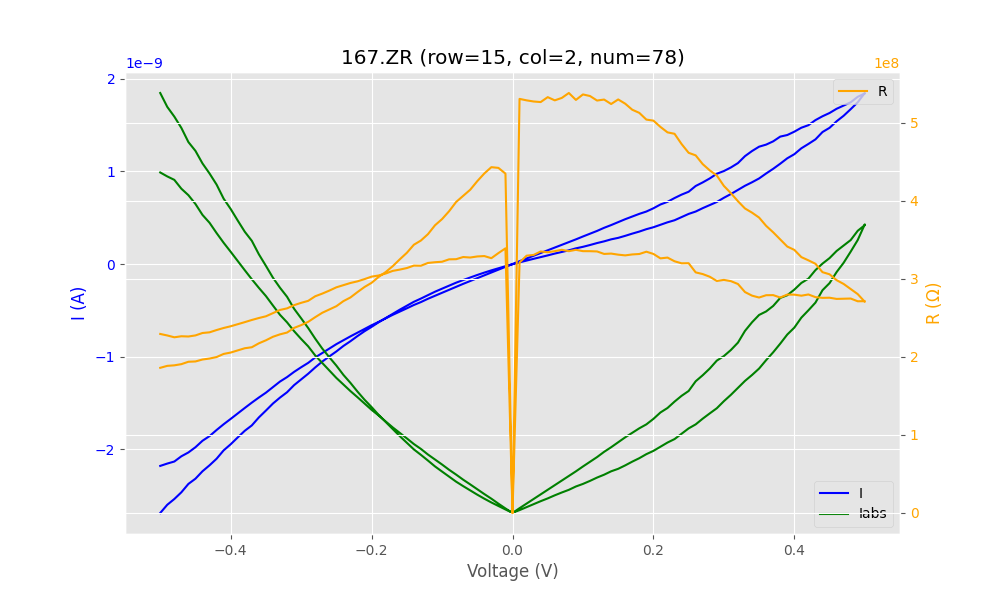 167.ZR (row=15, col=2, num=78)
1e−9
1e8
R
2
1
0
−1
−2
I (A)
5
4
3
2
1
0
R (Ω)
I
Iabs
−0.4
−0.2
0.0
0.2
0.4
Voltage (V)